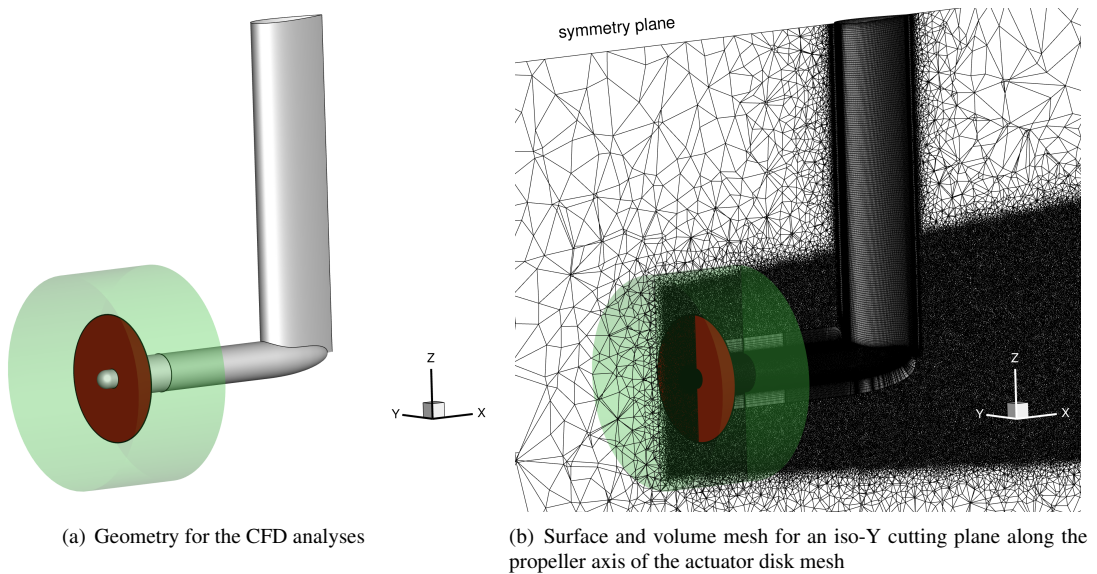 symmetry plane
Z
Y
X
Z
Y
X
(a) Geometry for the CFD analyses
(b) Surface and volume mesh for an iso-Y cutting plane along the
propeller axis of the actuator disk mesh